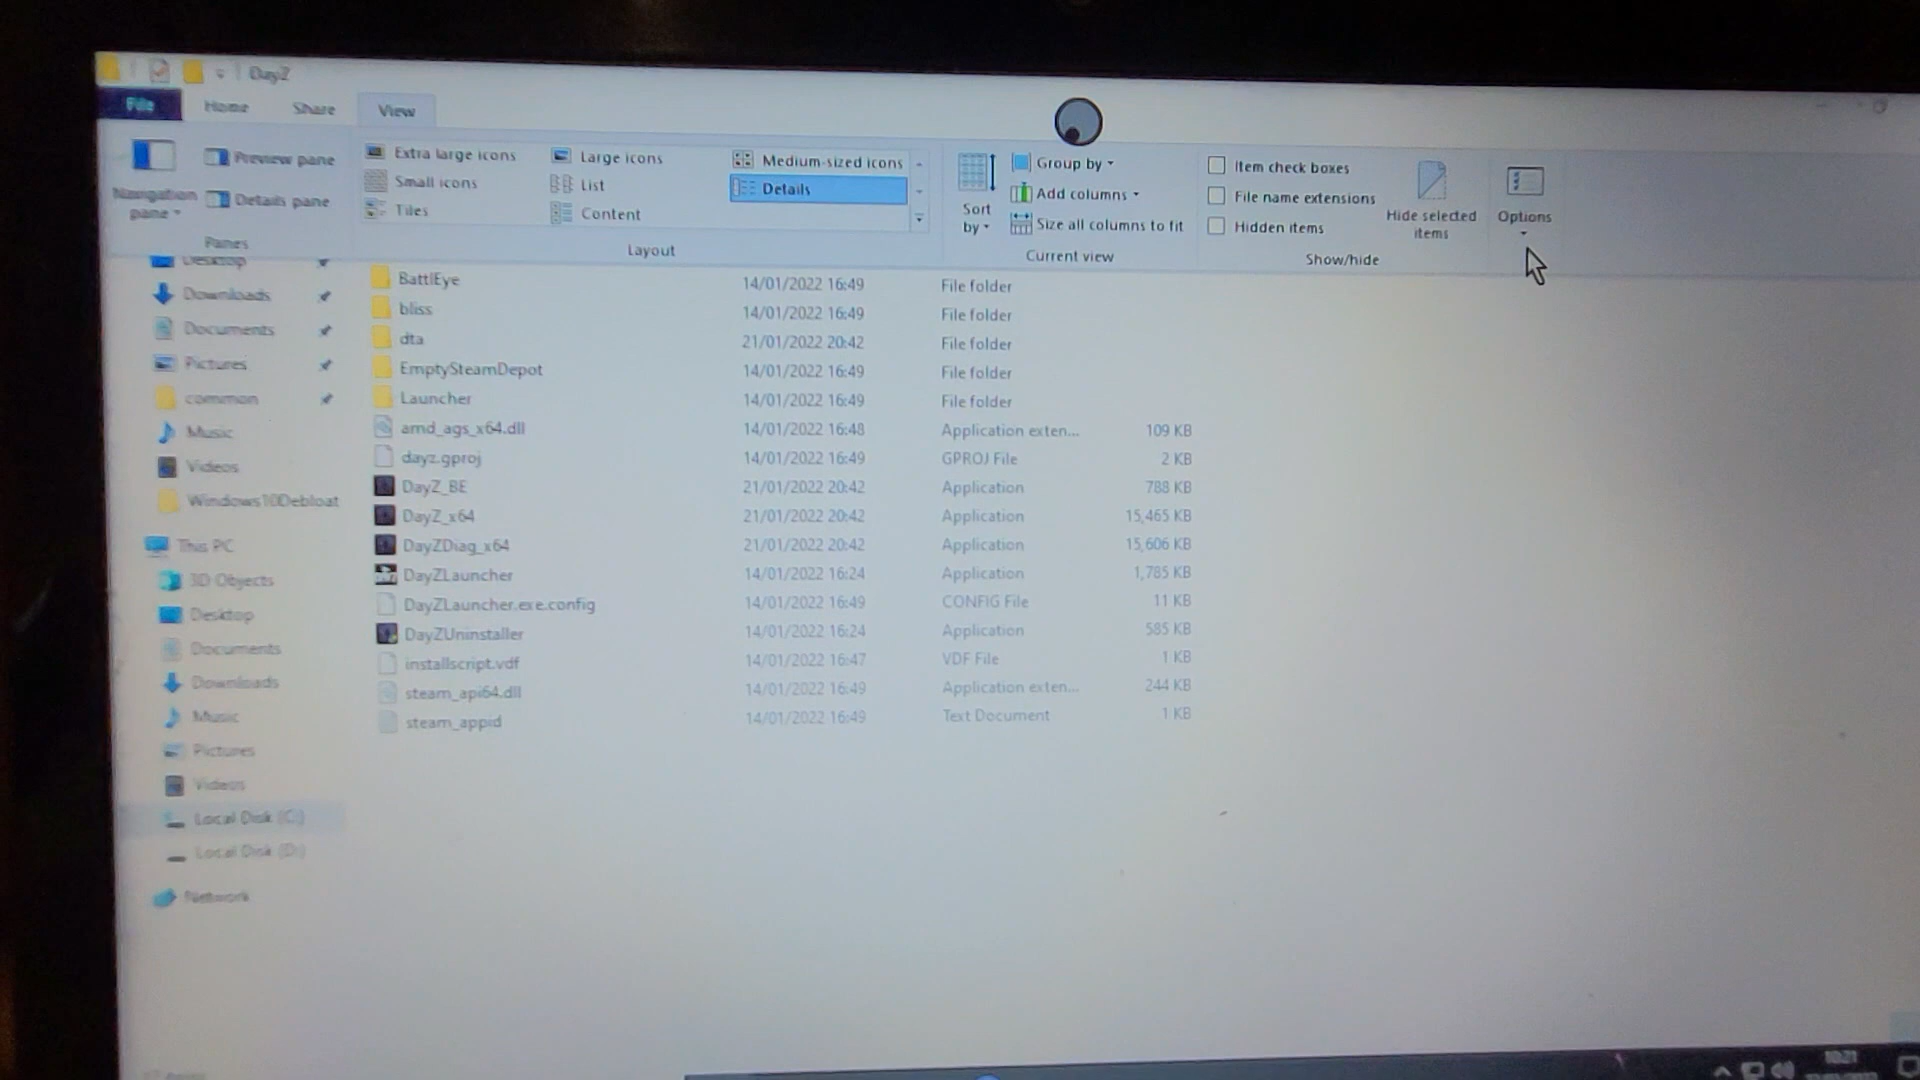 DayZ
File Home Share View
Navigation pane
Preview pane
Details pane
Panes
Extra large icons Large icons Medium-sized icons
Small icons List Details
Tiles Content
Layout
Sort by
Group by
Add columns
Size all columns to fit
Current view
Item check boxes
File name extensions
Hidden items
Hide selected items
Show/hide
Options
Desktop
Downloads
Documents
Pictures
common
Music
Videos
Windows10Debloat
This PC
3D Objects
Desktop
Documents
Downloads
Music
Pictures
Videos
Local Disk (C:)
Local Disk (D:)
Network
BattlEye 14/01/2022 16:49 File folder
bliss 14/01/2022 16:49 File folder
dta 21/01/2022 20:42 File folder
EmptySteamDepot 14/01/2022 16:49 File folder
Launcher 14/01/2022 16:49 File folder
amd_ags_x64.dll 14/01/2022 16:48 Application exten... 109 KB
dayz.gproj 14/01/2022 16:49 GPROJ File 2 KB
DayZ_BE 21/01/2022 20:42 Application 788 KB
DayZ_x64 21/01/2022 20:42 Application 15,465 KB
DayZDiag_x64 21/01/2022 20:42 Application 15,606 KB
DayZLauncher 14/01/2022 16:24 Application 1,785 KB
DayZLauncher.exe.config 14/01/2022 16:49 CONFIG File 11 KB
DayZUninstaller 14/01/2022 16:24 Application 585 KB
installscript.vdf 14/01/2022 16:47 VDF File 1 KB
steam_api64.dll 14/01/2022 16:49 Application exten... 244 KB
steam_appid 14/01/2022 16:49 Text Document 1 KB
10:21